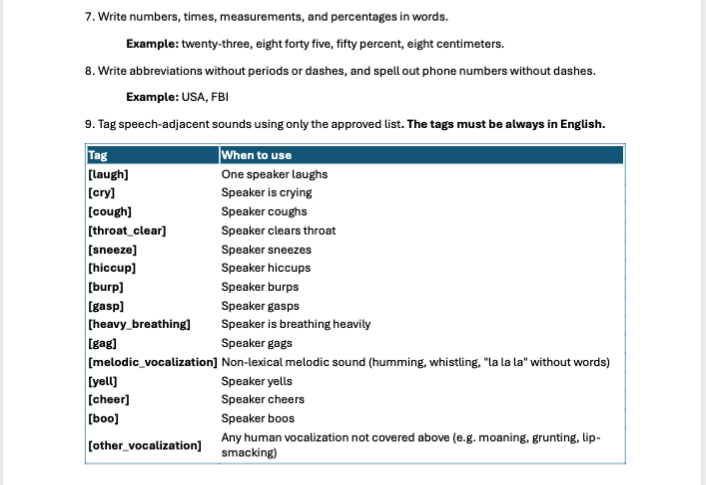 7. Write numbers, times, measurements, and percentages in words.
Example: twenty-three, eight forty five, fifty percent, eight centimeters.
8. Write abbreviations without periods or dashes, and spell out phone numbers without dashes.
Example: USA, FBI
9. Tag speech-adjacent sounds using only the approved list. The tags must be always in English.
Tag When to use
[laugh] One speaker laughs
[cry] Speaker is crying
[cough] Speaker coughs
[throat_clear] Speaker clears throat
[sneeze] Speaker sneezes
[hiccup] Speaker hiccups
[burp] Speaker burps
[gasp] Speaker gasps
[heavy_breathing] Speaker is breathing heavily
[gag] Speaker gags
[melodic_vocalization] Non-lexical melodic sound (humming, whistling, "la la la" without words)
[yell] Speaker yells
[cheer] Speaker cheers
[boo] Speaker boos
[other_vocalization] Any human vocalization not covered above (e.g. moaning, grunting, lip-
smacking)